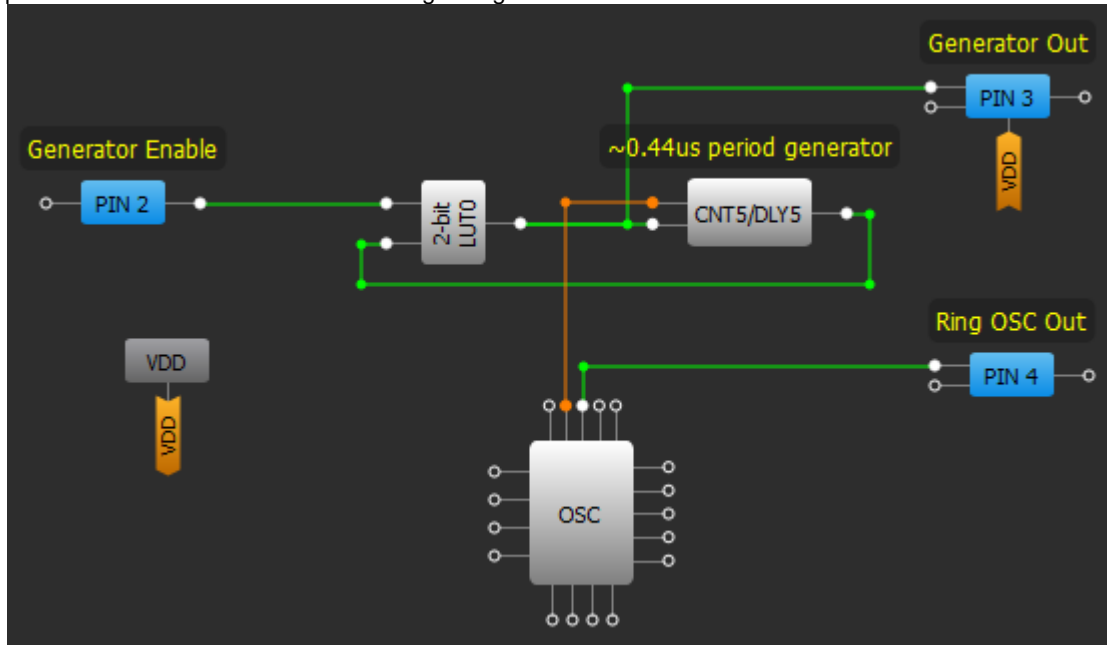 Generator Out
PIN 3
VDD
Generator Enable
PIN 2
~0.44us period generator
2-bit
LUT0
CNT5/DLY5
Ring OSC Out
PIN 4
VDD
VDD
OSC